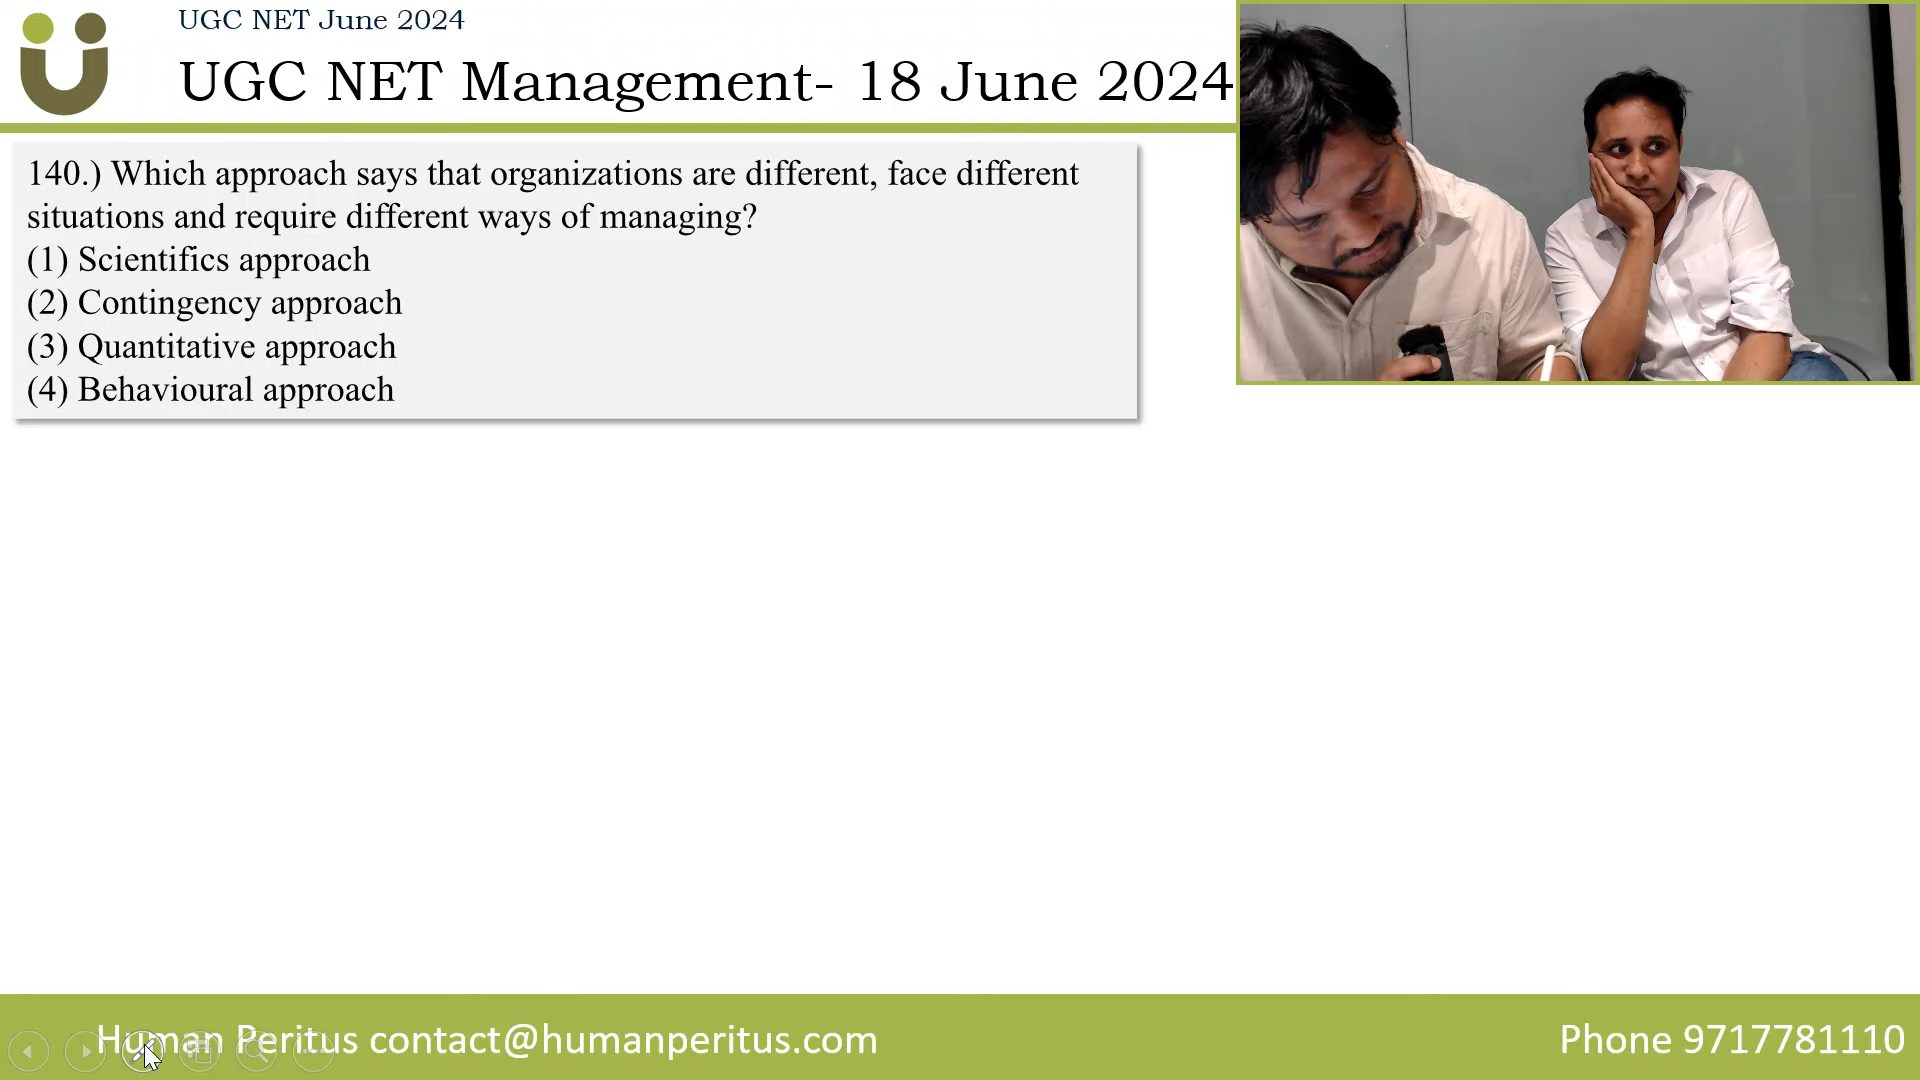 UGC NET June 2024
UGC NET Management- 18 June 2024
140.) Which approach says that organizations are different, face different
situations and require different ways of managing?
(1) Scientifics approach
(2) Contingency approach
(3) Quantitative approach
(4) Behavioural approach
Human Peritus contact@humanperitus.com
Phone 9717781110